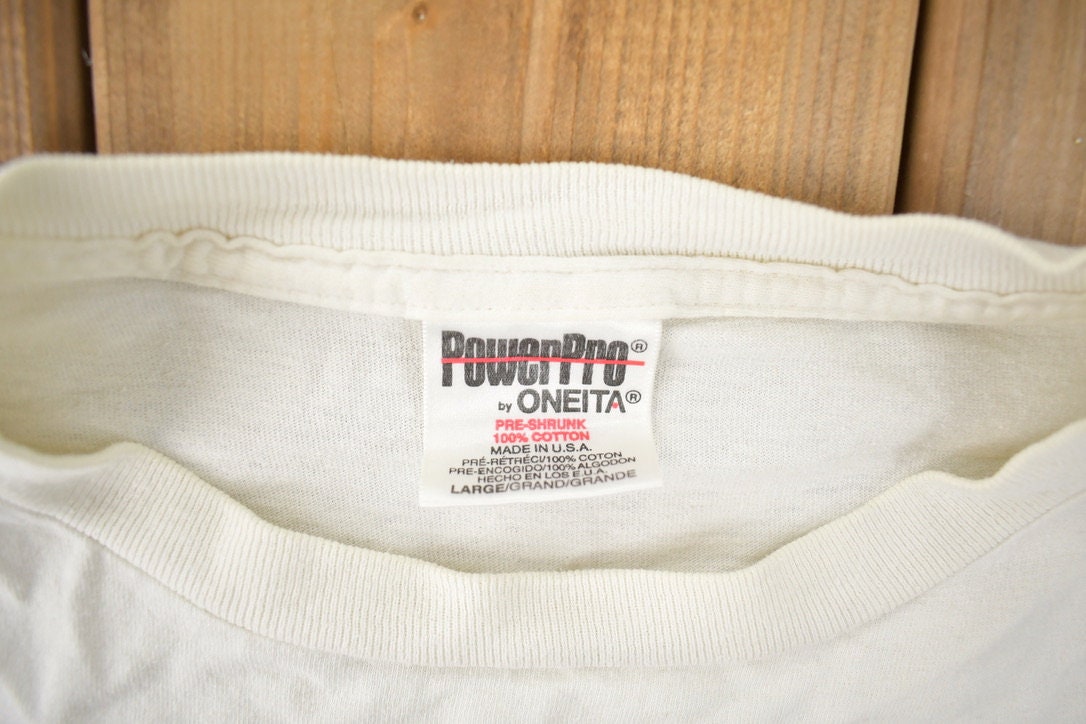 PowerPro®
by ONEITA®
PRE-SHRUNK
100% COTTON
MADE IN U.S.A.
PRÉ-RÉTRÉCI/100% COTON
PRE-ENCOGIDO/100% ALGODON
HECHO EN LOS E.U.A.
LARGE/GRAND/GRANDE